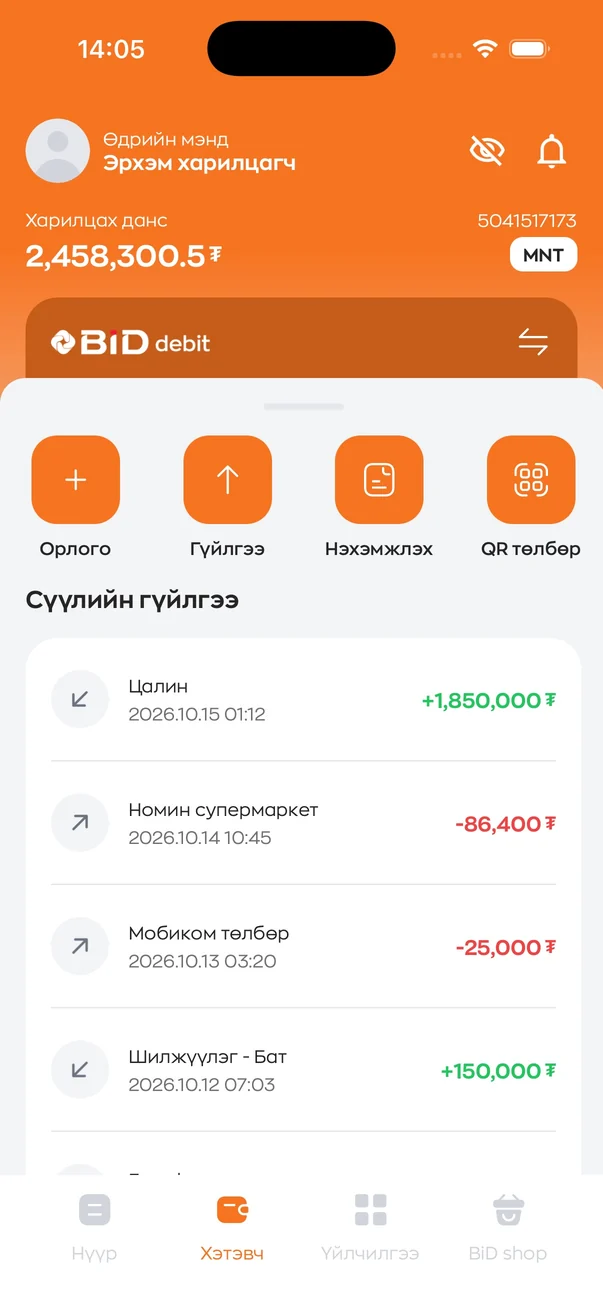 14:05
Өдрийн мэнд
Эрхэм харилцагч
Харилцах данс
5041517173
2,458,300.5₮
MNT
BiD debit
Орлого
Гүйлгээ
Нэхэмжлэх
QR төлбөр
Сүүлийн гүйлгээ
Цалин
+1,850,000₮
2026.10.15 01:12
Номин супермаркет
-86,400₮
2026.10.14 10:45
Мобиком төлбөр
-25,000₮
2026.10.13 03:20
Шилжүүлэг - Бат
+150,000₮
2026.10.12 07:03
Нүүр
Хэтэвч
Үйлчилгээ
BiD shop